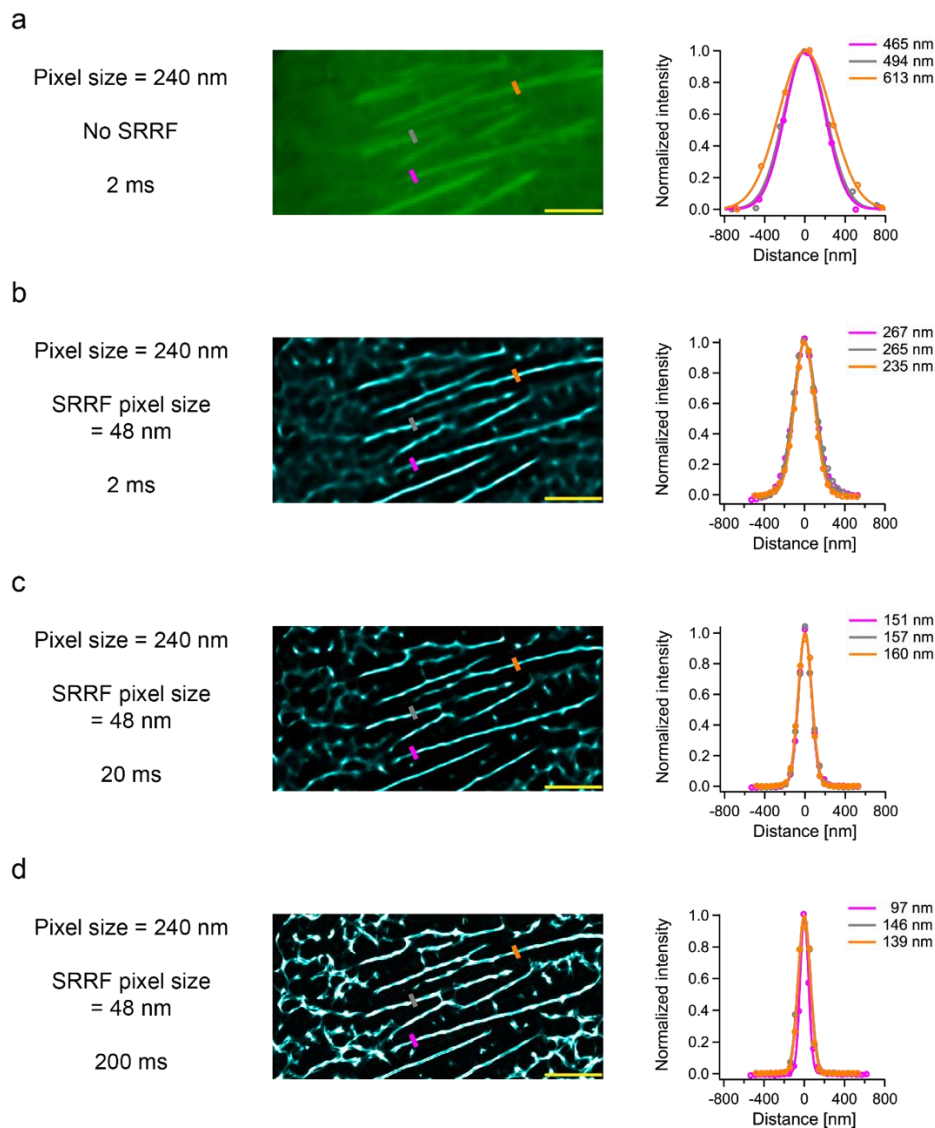 a
Pixel size = 240 nm
No SRRF
2 ms
Normalized intensity
1.0
0.8
0.6
0.4
0.2
0.0
-800 -400 0 400 800
Distance [nm]
465 nm
494 nm
613 nm
b
Pixel size = 240 nm
SRRF pixel size
= 48 nm
2 ms
Normalized intensity
1.0
0.8
0.6
0.4
0.2
0.0
-800 -400 0 400 800
Distance [nm]
267 nm
265 nm
235 nm
c
Pixel size = 240 nm
SRRF pixel size
= 48 nm
20 ms
Normalized intensity
1.0
0.8
0.6
0.4
0.2
0.0
-800 -400 0 400 800
Distance [nm]
151 nm
157 nm
160 nm
d
Pixel size = 240 nm
SRRF pixel size
= 48 nm
200 ms
Normalized intensity
1.0
0.8
0.6
0.4
0.2
0.0
-800 -400 0 400 800
Distance [nm]
97 nm
146 nm
139 nm